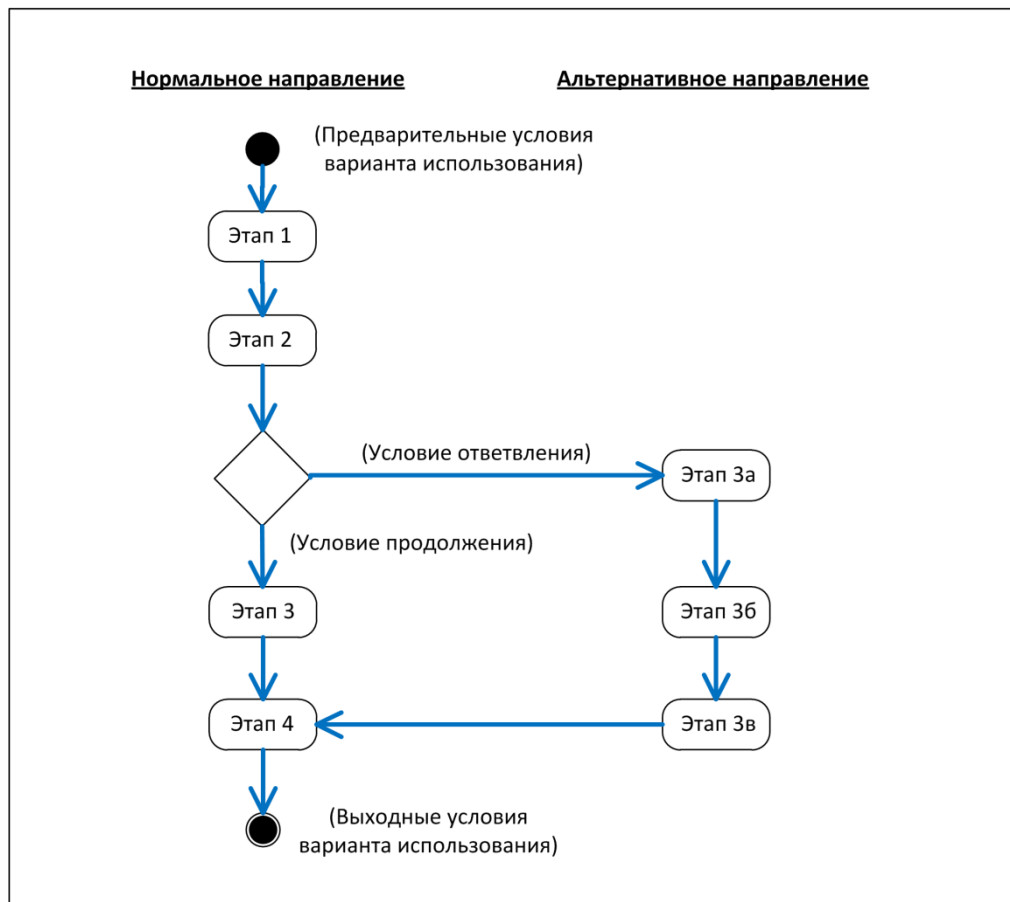 Нормальное направление
Альтернативное направление
(Предварительные условия
варианта использования)
Этап 1
Этап 2
(Условие ответвления)
Этап 3а
(Условие продолжения)
Этап 3
Этап 3б
Этап 4
Этап 3в
(Выходные условия
варианта использования)